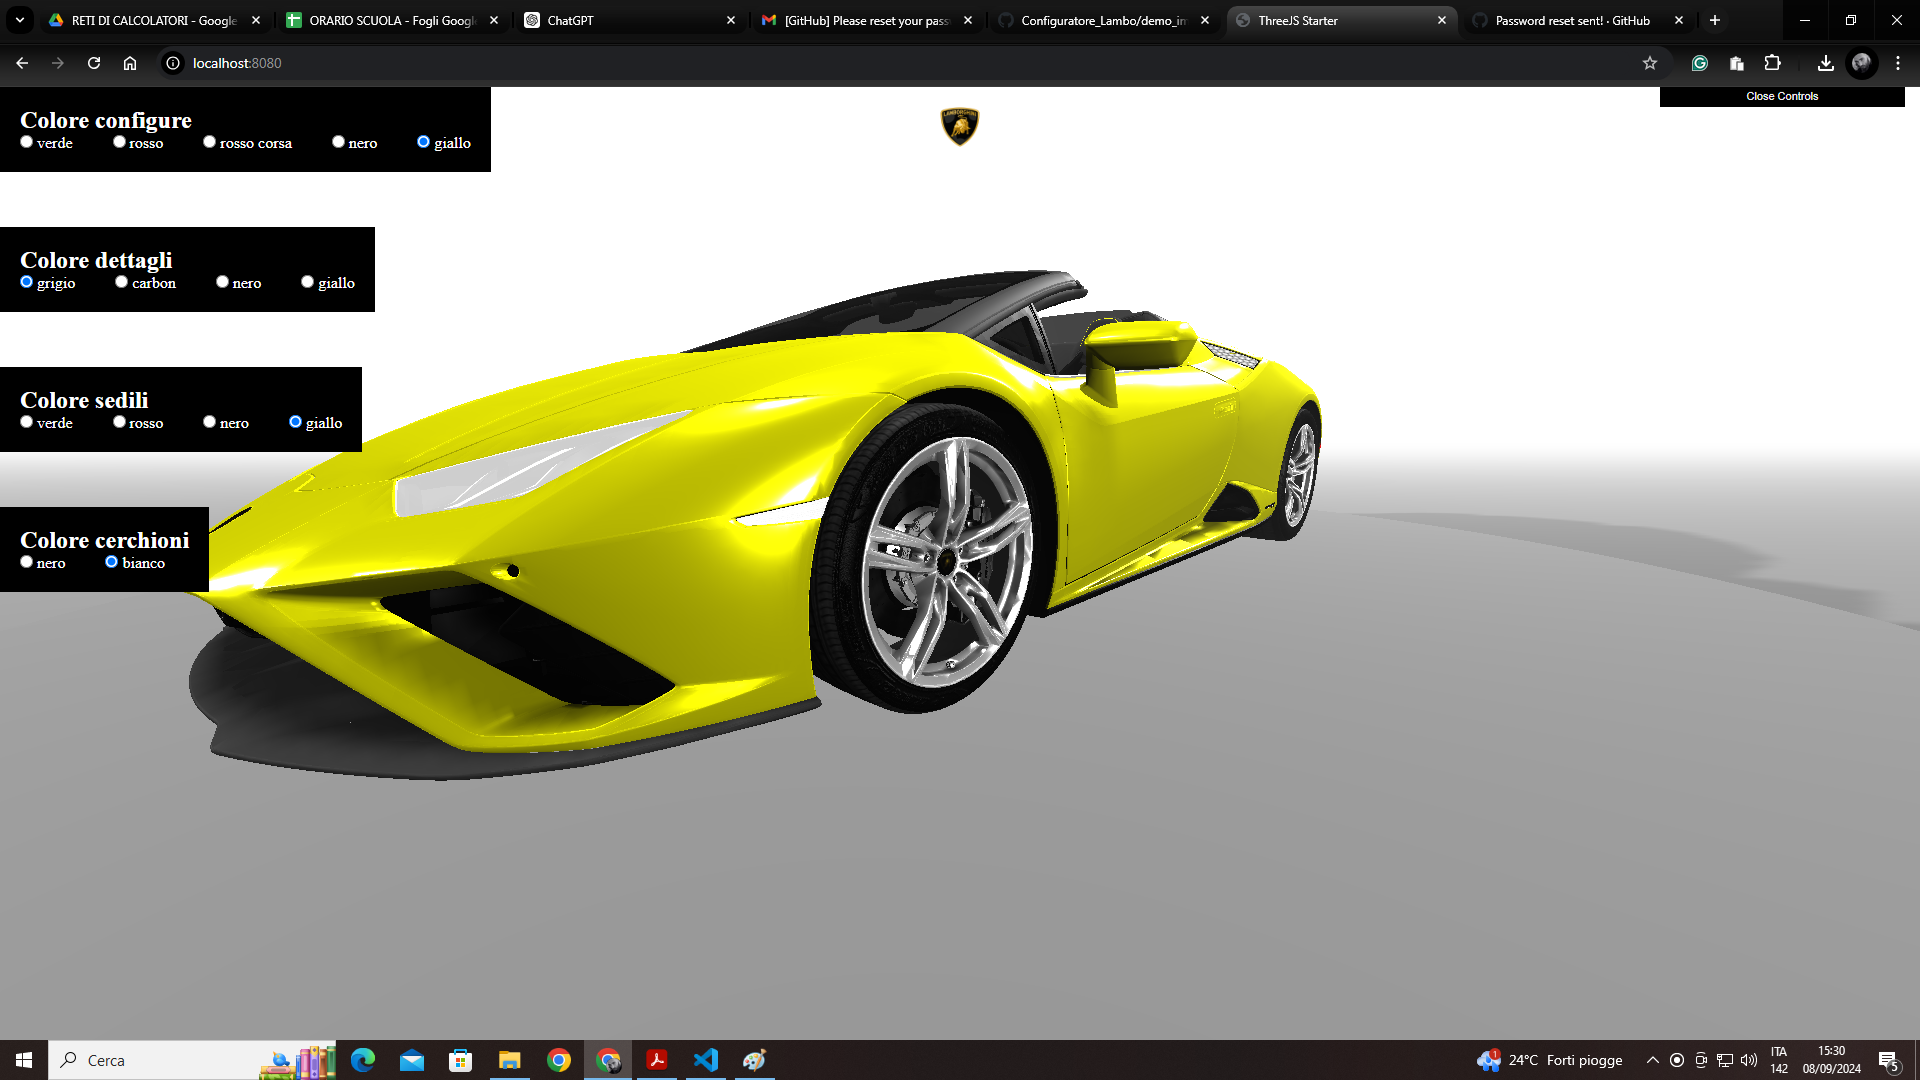 RETI DI CALCOLATORI - Google
ORARIO SCUOLA - Fogli Googl
ChatGPT
[GitHub] Please reset your pass
Configuratore_Lambo/demo_im
ThreeJS Starter
Password reset sent! · GitHub
localhost:8080
Close Controls
Colore configure
verde rosso rosso corsa nero giallo
Colore dettagli
grigio carbon nero giallo
Colore sedili
verde rosso nero giallo
Colore cerchioni
nero bianco
Cerca
1
24°C Forti piogge
ITA
142
15:30
08/09/2024
5